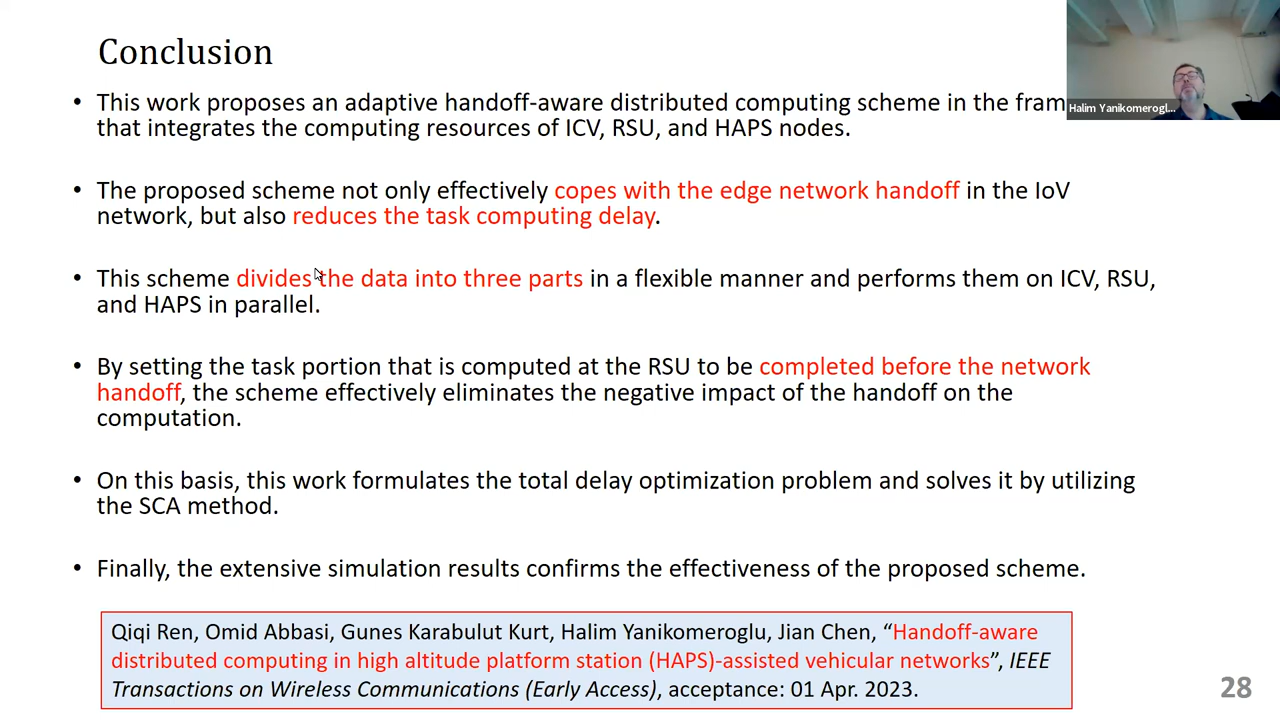 Conclusion
• This work proposes an adaptive handoff-aware distributed computing scheme in the
that integrates the computing resources of ICV, RSU, and HAPS nodes.
• The proposed scheme not only effectively copes with the edge network handoff in the IoV
network, but also reduces the task computing delay.
• This scheme divides the data into three parts in a flexible manner and performs them on ICV, RSU,
and HAPS in parallel.
• By setting the task portion that is computed at the RSU to be completed before the network
handoff, the scheme effectively eliminates the negative impact of the handoff on the
computation.
• On this basis, this work formulates the total delay optimization problem and solves it by utilizing
the SCA method.
• Finally, the extensive simulation results confirms the effectiveness of the proposed scheme.
Qiqi Ren, Omid Abbasi, Gunes Karabulut Kurt, Halim Yanikomeroglu, Jian Chen, “Handoff-aware
distributed computing in high altitude platform station (HAPS)-assisted vehicular networks”, IEEE
Transactions on Wireless Communications (Early Access), acceptance: 01 Apr. 2023.
28
Halim Yanikomerogl...